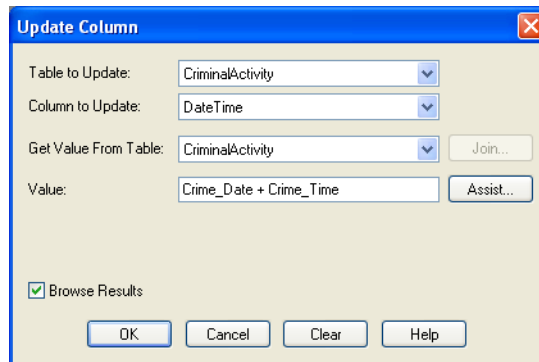 Update Column
Table to Update: CriminalActivity
Column to Update: DateTime
Get Value From Table: CriminalActivity Join...
Value: Crime_Date + Crime_Time Assist...
Browse Results
OK Cancel Clear Help